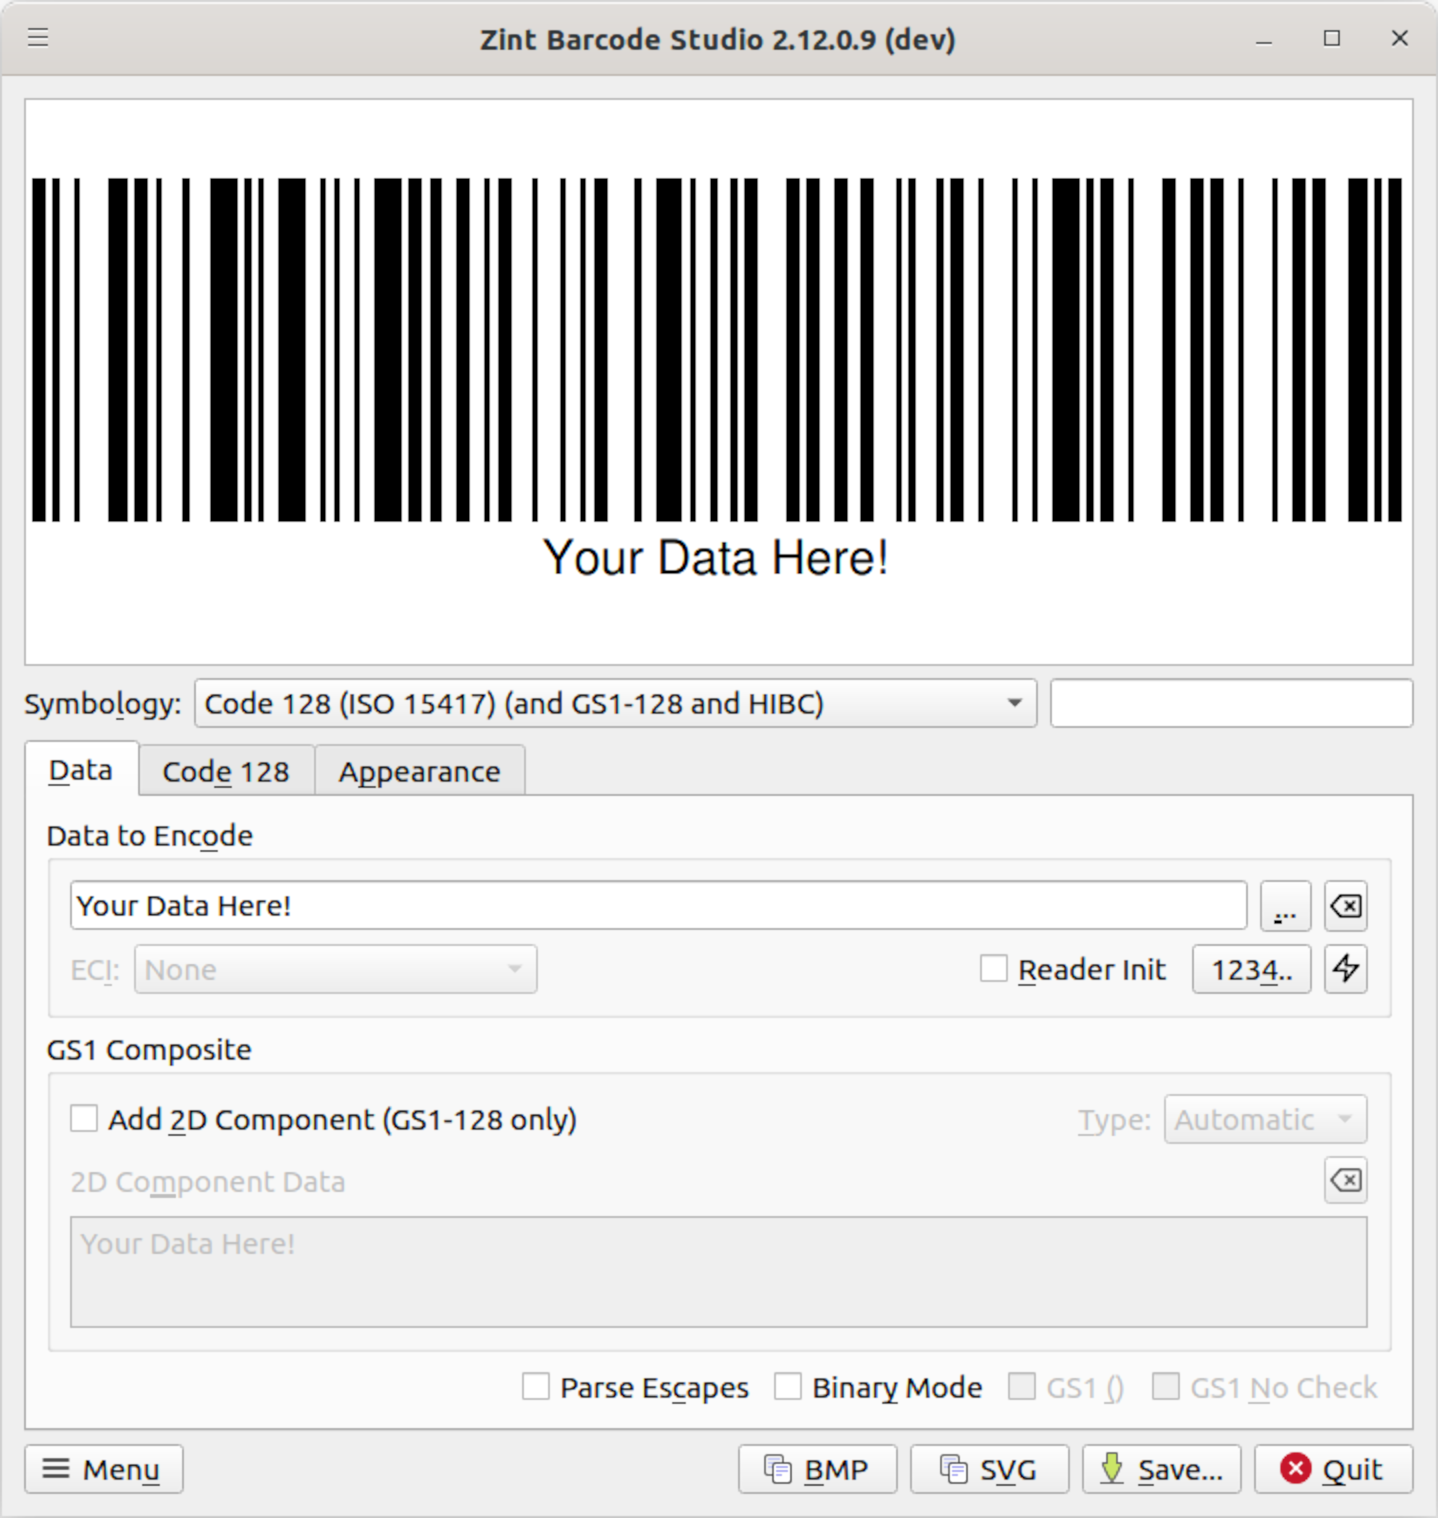 Zint Barcode Studio 2.12.0.9 (dev)
Your Data Here!
Symbology: Code 128 (ISO 15417) (and GS1-128 and HIBC)
Data Code 128 Appearance
Data to Encode
Your Data Here! ...
ECI: None Reader Init 1234..
GS1 Composite
Add 2D Component (GS1-128 only) Type: Automatic
2D Component Data
Your Data Here!
Parse Escapes Binary Mode GS1 () GS1 No Check
Menu BMP SVG Save... Quit